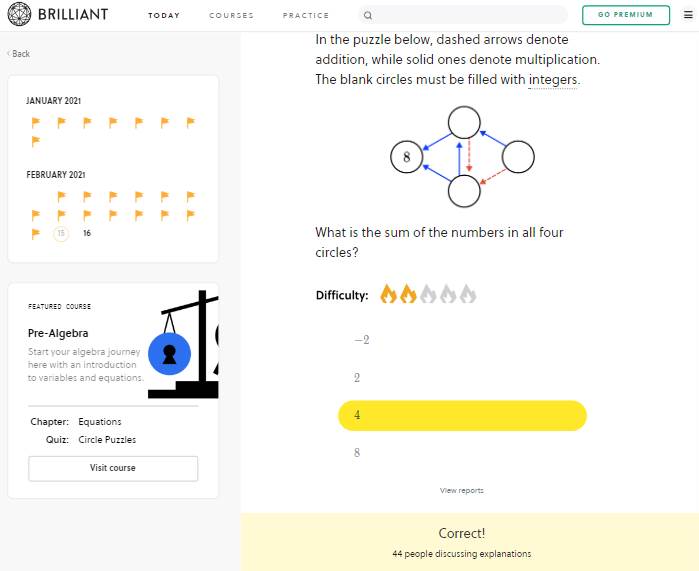 BRILLIANT
TODAY COURSES PRACTICE
GO PREMIUM
‹ Back
JANUARY 2021
FEBRUARY 2021
15 16
FEATURED COURSE
Pre-Algebra
Start your algebra journey
here with an introduction
to variables and equations.
Chapter: Equations
Quiz: Circle Puzzles
Visit course
In the puzzle below, dashed arrows denote
addition, while solid ones denote multiplication.
The blank circles must be filled with integers.
8
What is the sum of the numbers in all four
circles?
Difficulty:
−2
2
4
8
View reports
Correct!
44 people discussing explanations